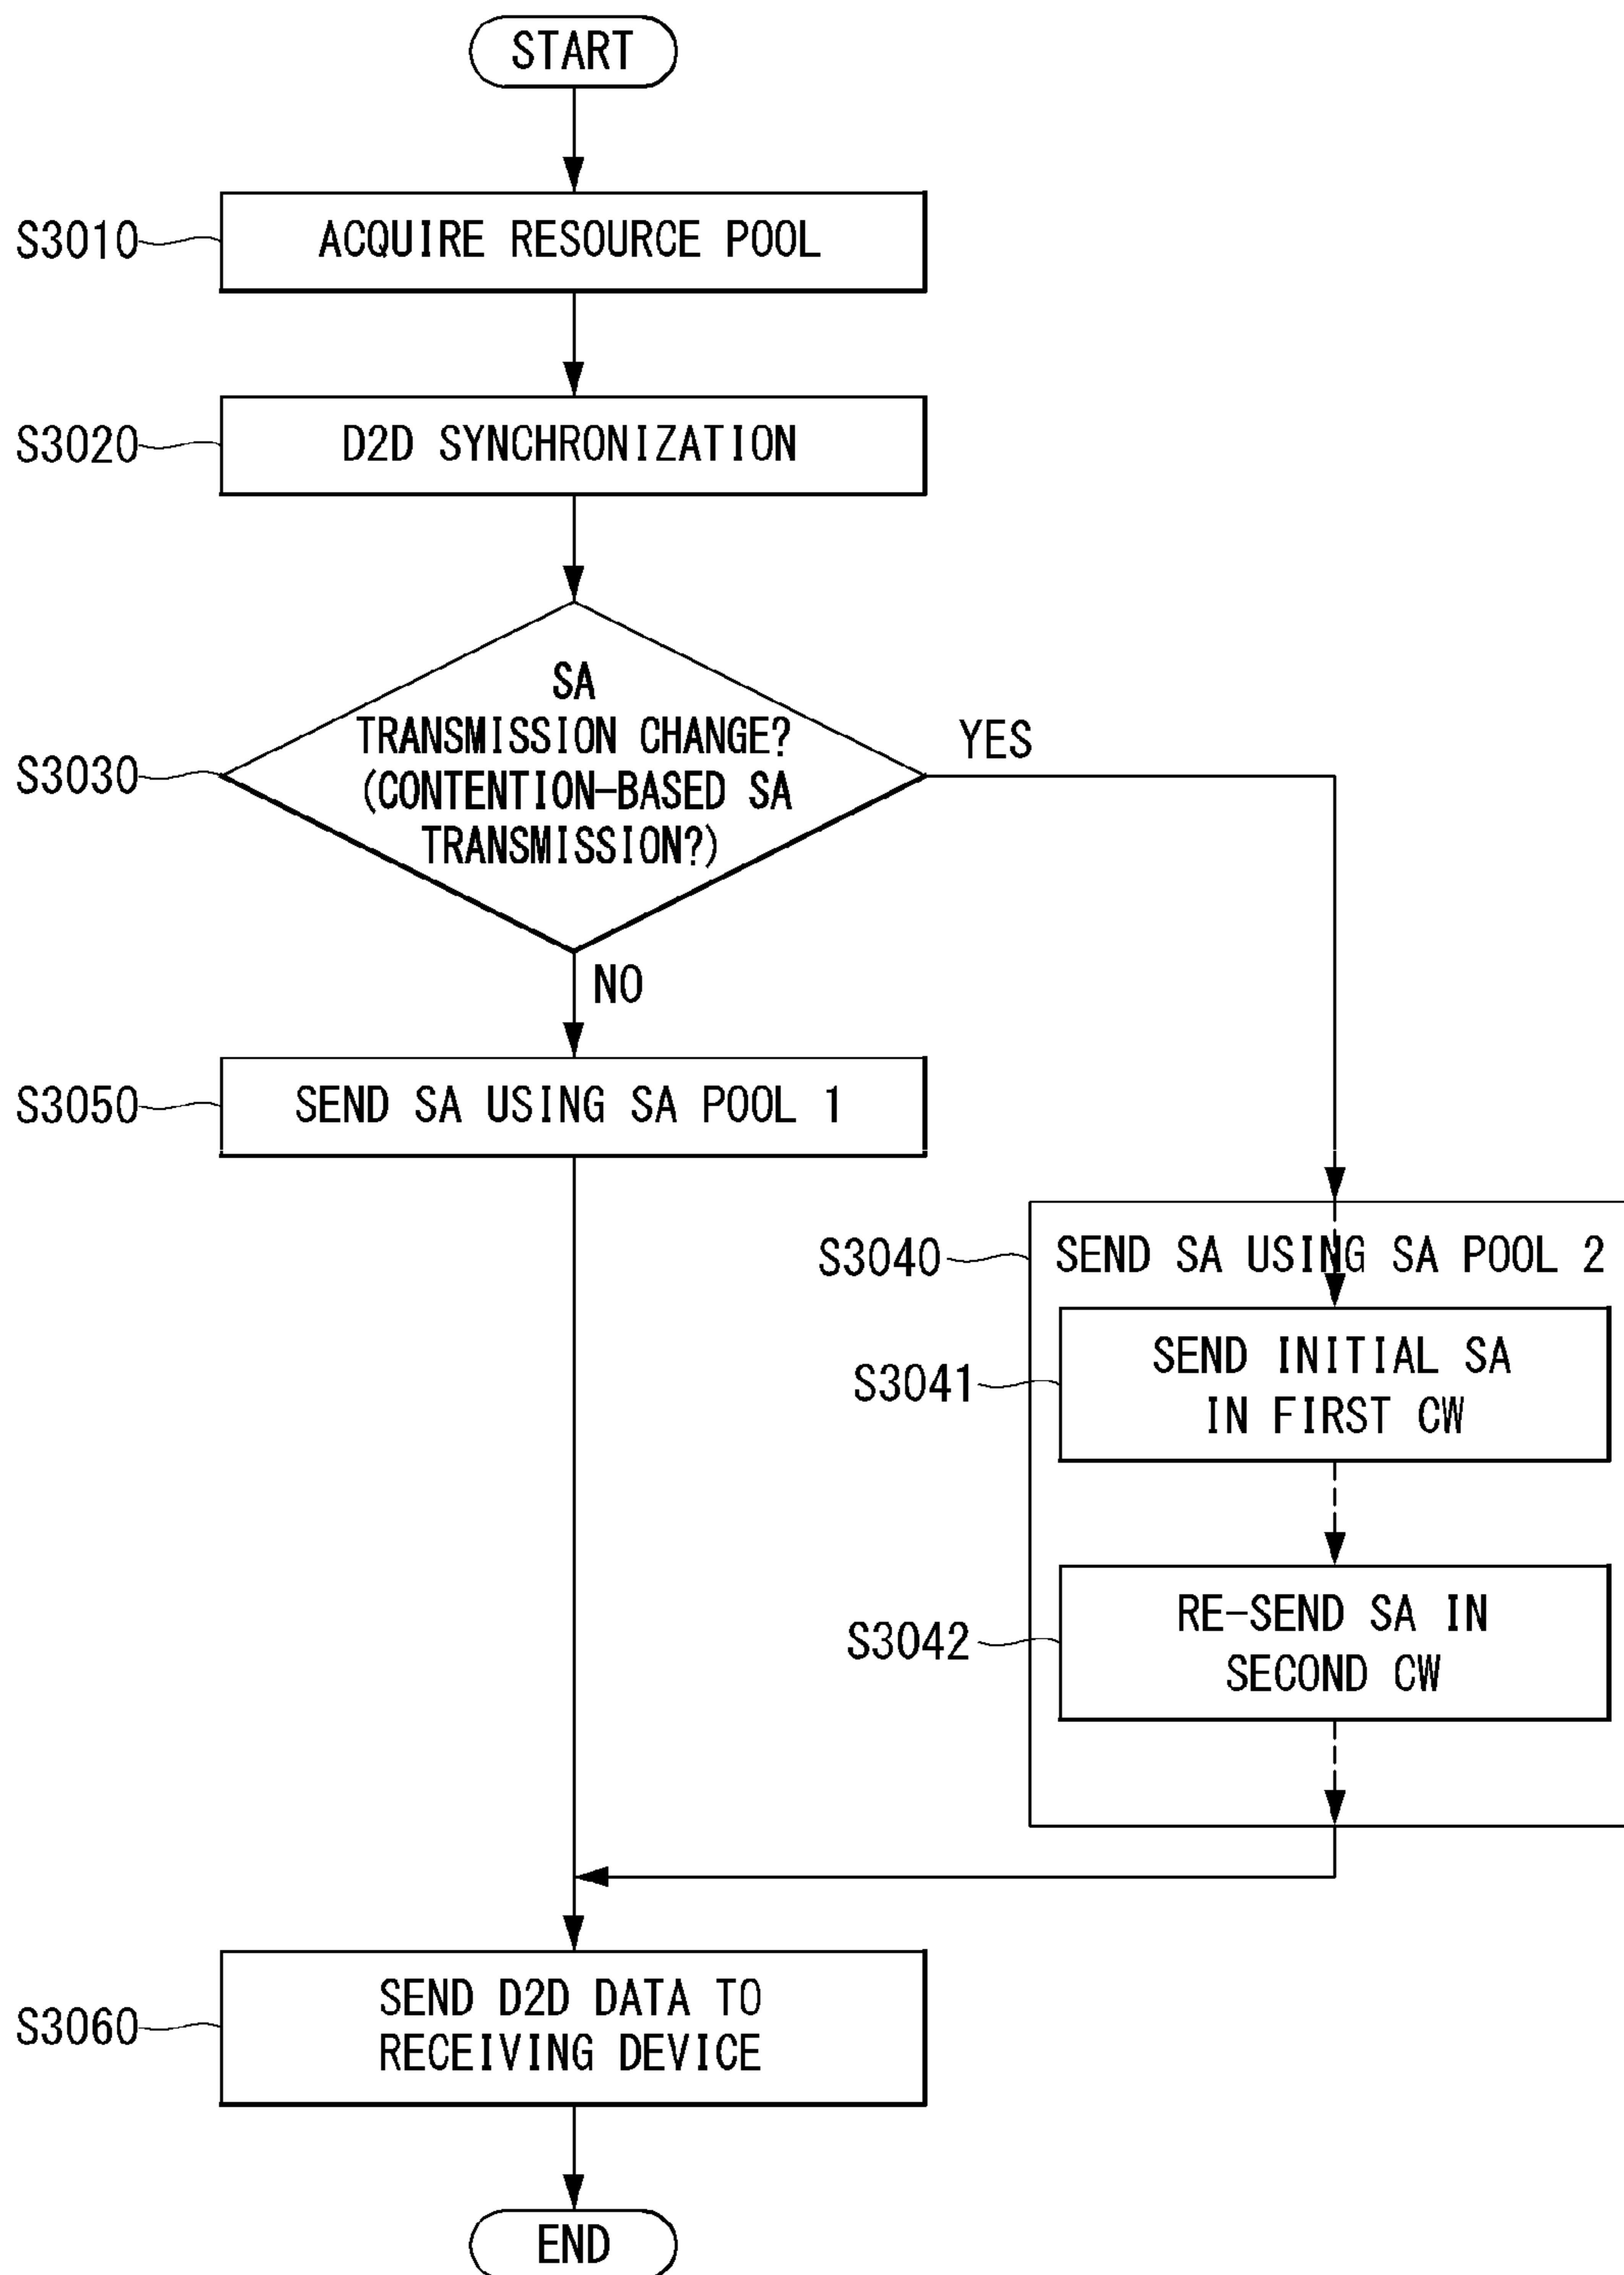 START
S3010
ACQUIRE RESOURCE POOL
S3020
D2D SYNCHRONIZATION
S3030
SA
TRANSMISSION CHANGE?
(CONTENTION-BASED SA
TRANSMISSION?)
YES
NO
S3050
SEND SA USING SA POOL 1
S3040
SEND SA USING SA POOL 2
S3041
SEND INITIAL SA
IN FIRST CW
S3042
RE-SEND SA IN
SECOND CW
S3060
SEND D2D DATA TO
RECEIVING DEVICE
END